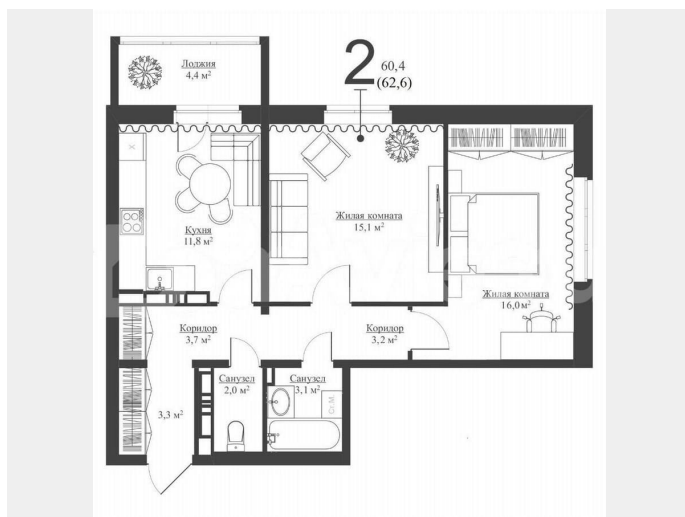 Лоджия
4,4 м²
2
60,4
(62,6)
X
Кухня
11,8 м²
Жилая комната
15,1 м²
Жилая комната
16,0 м²
Коридор
3,7 м²
Коридор
3,2 м²
Санузел
2,0 м²
Санузел
3,1 м²
Ст.М.
3,3 м²